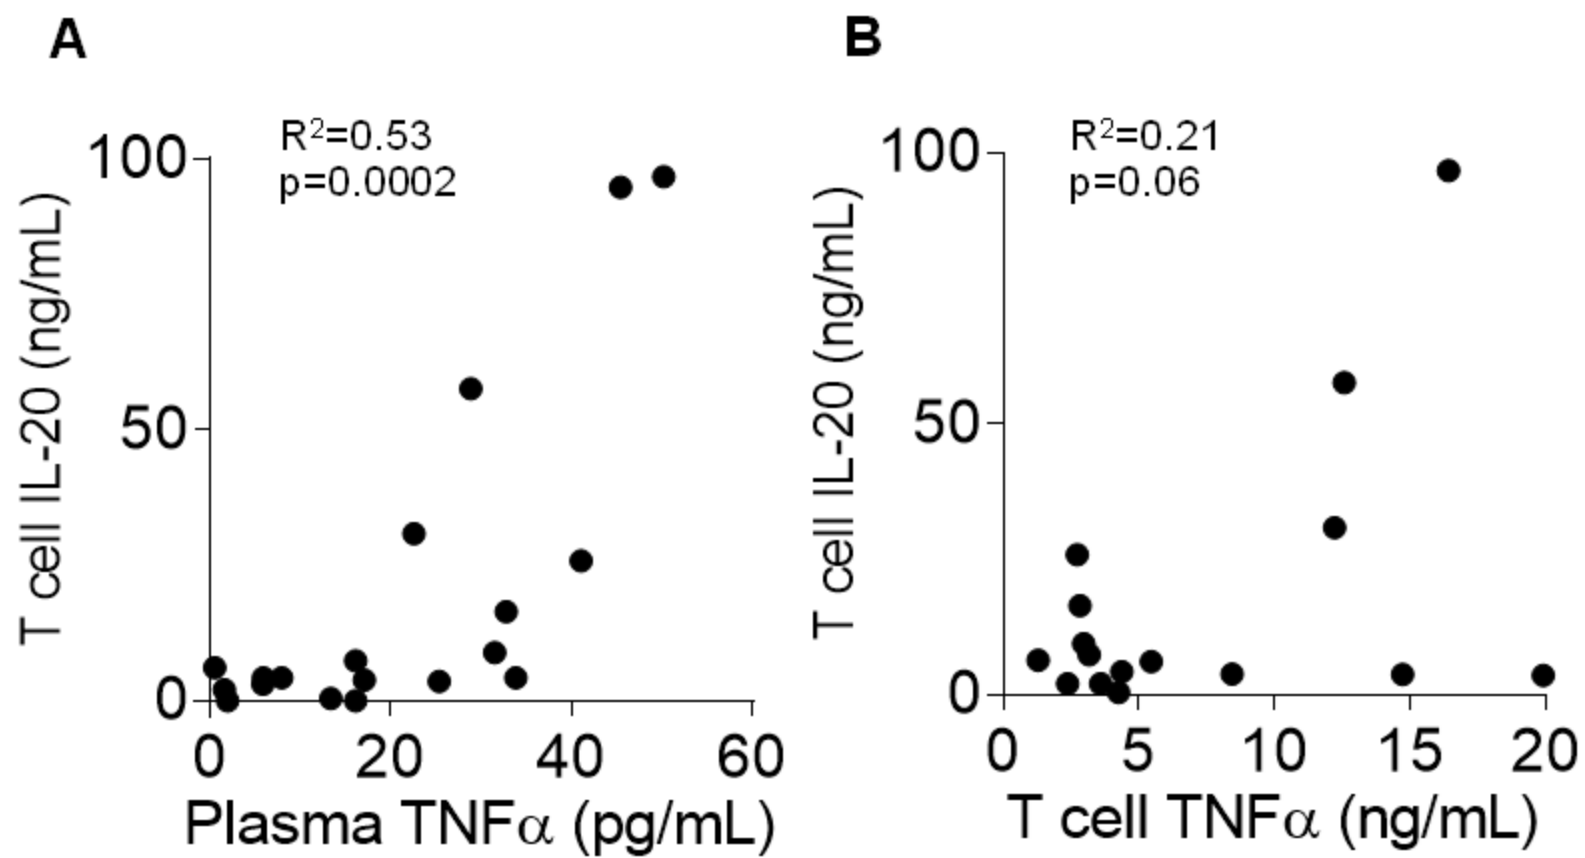 A
R²=0.53
p=0.0002
100
50
0
T cell IL-20 (ng/mL)
0 20 40 60
Plasma TNFα (pg/mL)
B
R²=0.21
p=0.06
100
50
0
T cell IL-20 (ng/mL)
0 5 10 15 20
T cell TNFα (ng/mL)